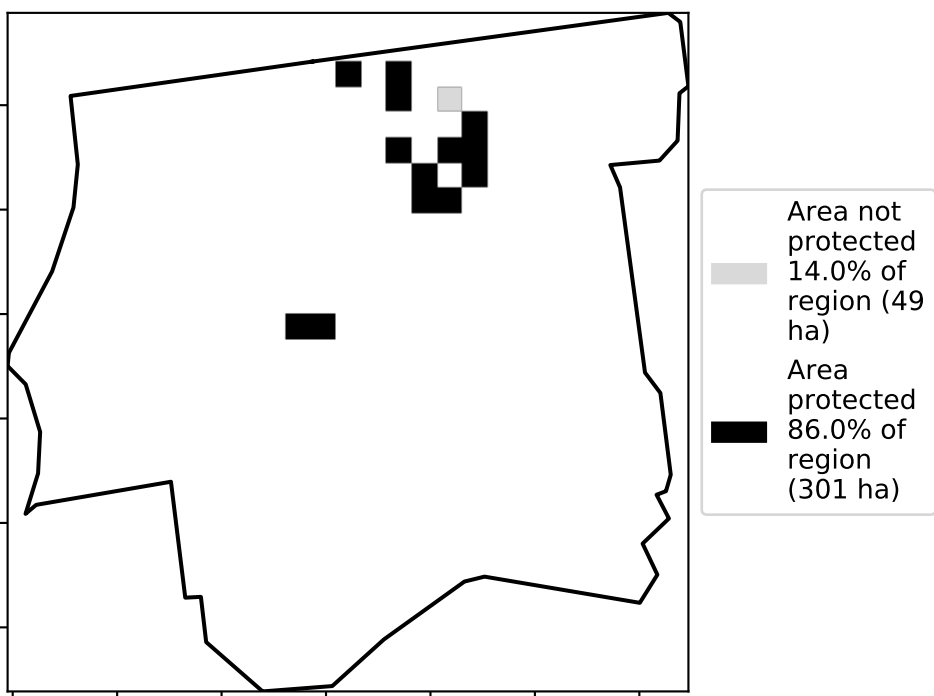 Area not
protected
14.0% of
region (49
ha)
Area
protected
86.0% of
region
(301 ha)